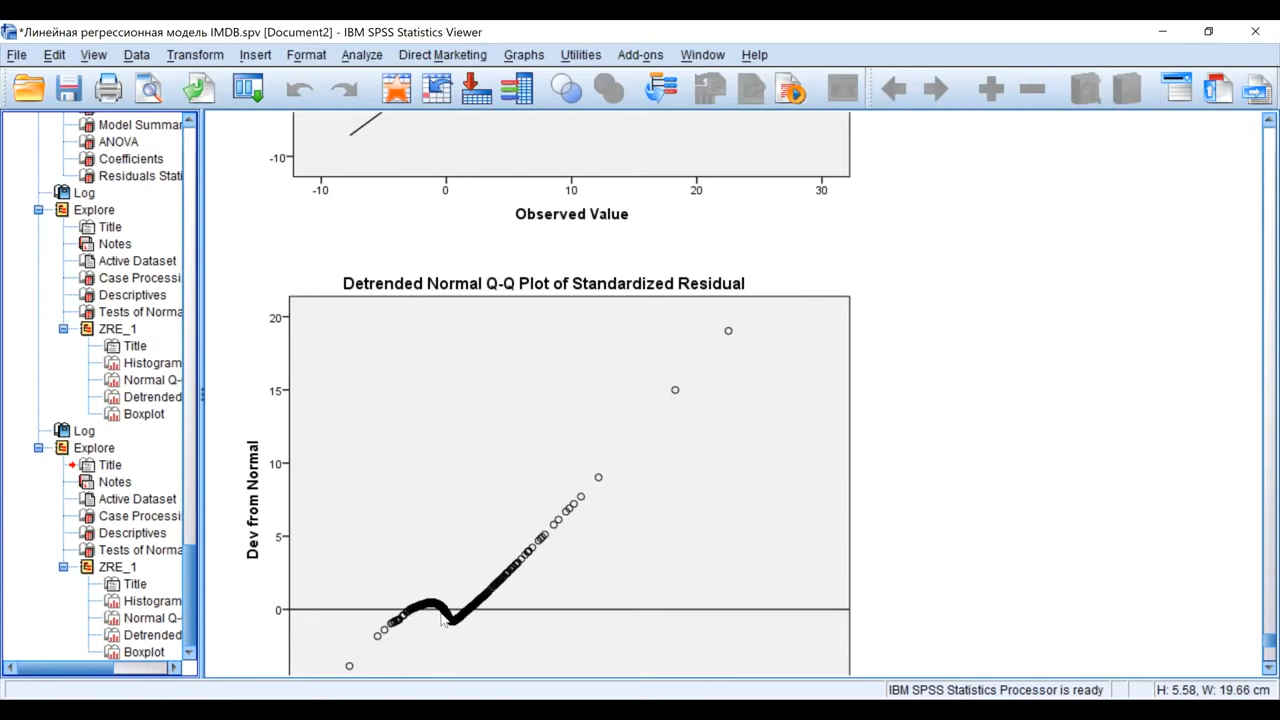 *Линейная регрессионная модель IMDB.spv [Document2] - IBM SPSS Statistics Viewer
File Edit View Data Transform Insert Format Analyze Direct Marketing Graphs Utilities Add-ons Window Help
Model Summar
ANOVA
Coefficients
Residuals Stati
Log
Explore
Title
Notes
Active Dataset
Case Processi
Descriptives
Tests of Norma
ZRE_1
Title
Histogram
Normal Q-
Detrended
Boxplot
Log
Explore
Title
Notes
Active Dataset
Case Processi
Descriptives
Tests of Norma
ZRE_1
Title
Histogram
Normal Q-
Detrended
Boxplot
-10
-10 0 10 20 30
Observed Value
Detrended Normal Q-Q Plot of Standardized Residual
20
15
10
5
0
Dev from Normal
IBM SPSS Statistics Processor is ready H: 5.58, W: 19.66 cm